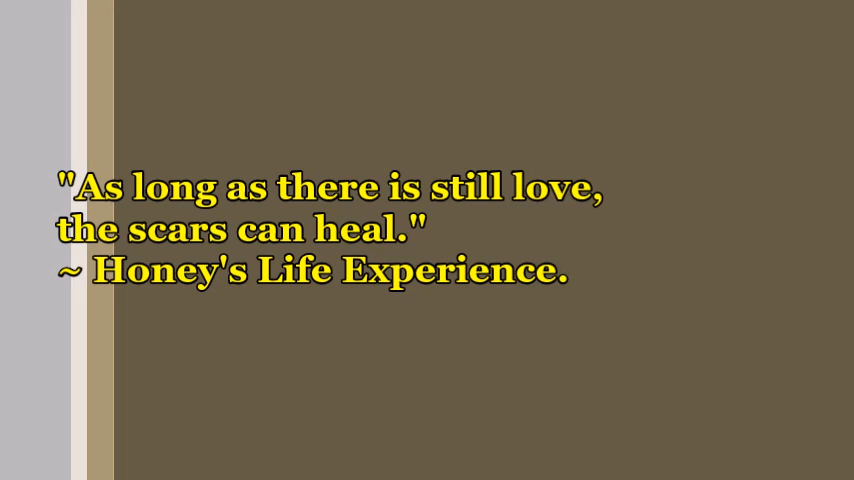 "As long as there is still love,
the scars can heal."
~ Honey's Life Experience.